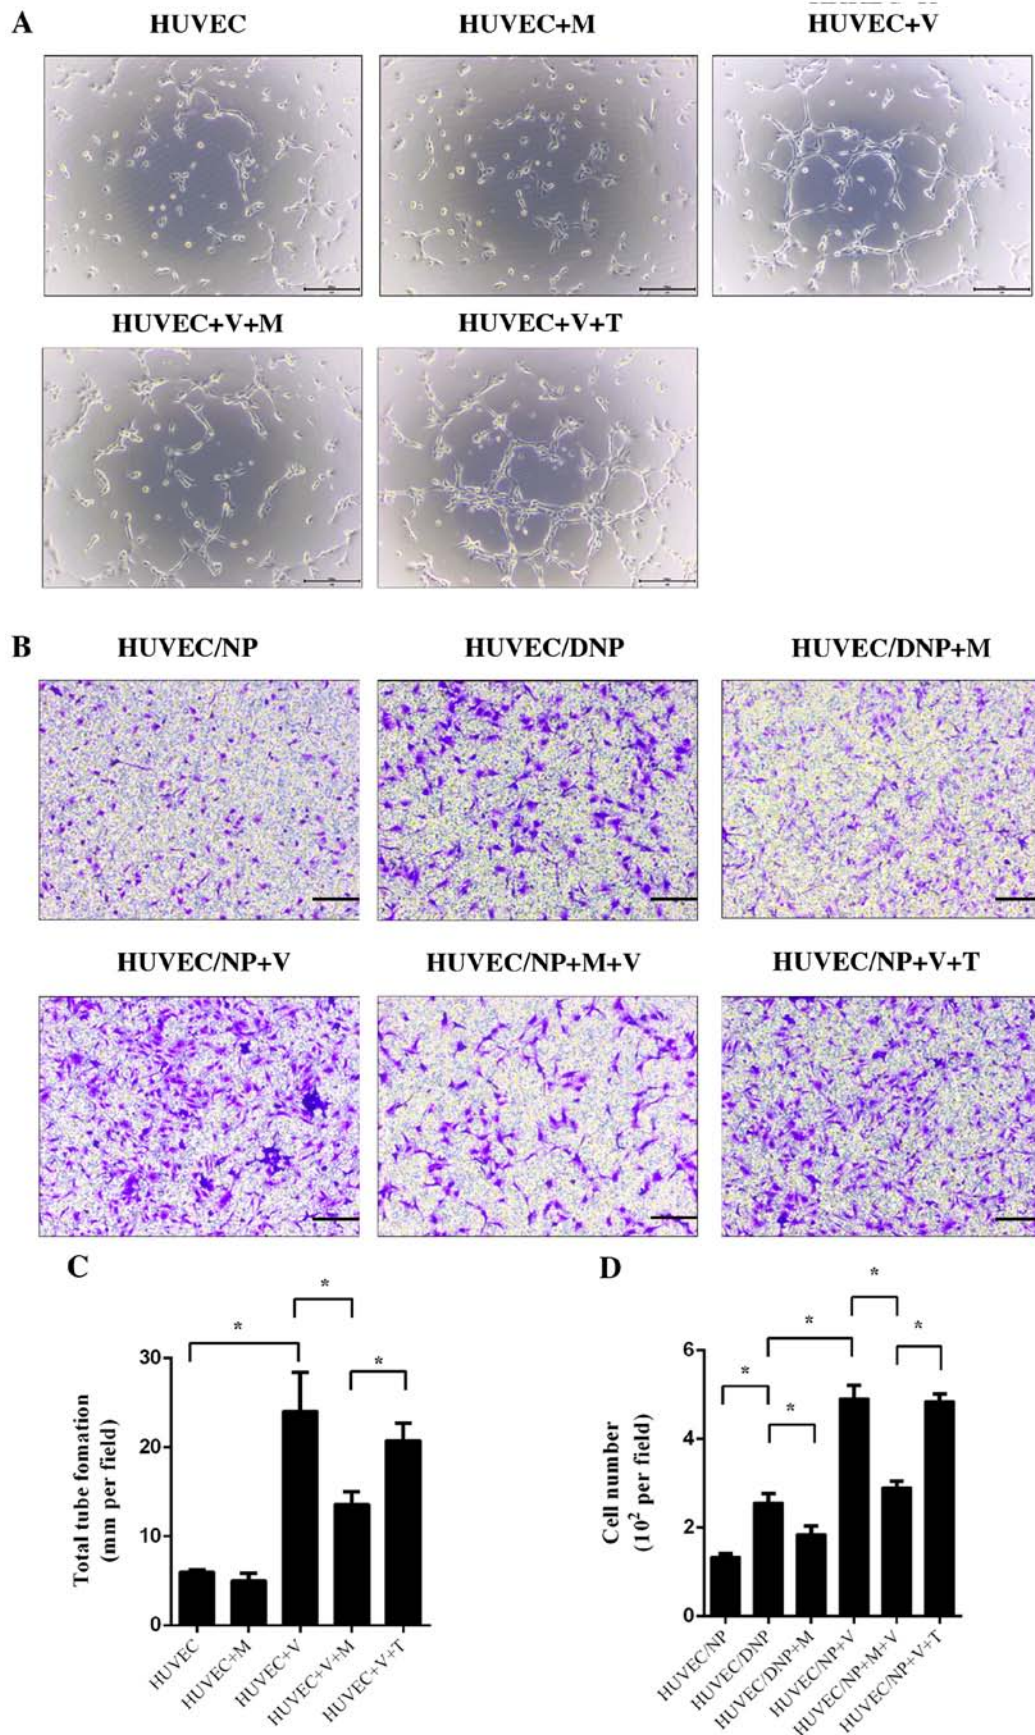 A
HUVEC
HUVEC+M
HUVEC+V
HUVEC+V+M
HUVEC+V+T
B
HUVEC/NP
HUVEC/DNP
HUVEC/DNP+M
HUVEC/NP+V
HUVEC/NP+M+V
HUVEC/NP+V+T
C
*
*
*
Total tube fomation
(mm per field)
30
20
10
0
HUVEC
HUVEC+M
HUVEC+V
HUVEC+V+M
HUVEC+V+T
D
*
*
*
*
*
Cell number
(10² per field)
6
4
2
0
HUVEC/NP
HUVEC/DNP
HUVEC/DNP+M
HUVEC/NP+V
HUVEC/NP+M+V
HUVEC/NP+V+T